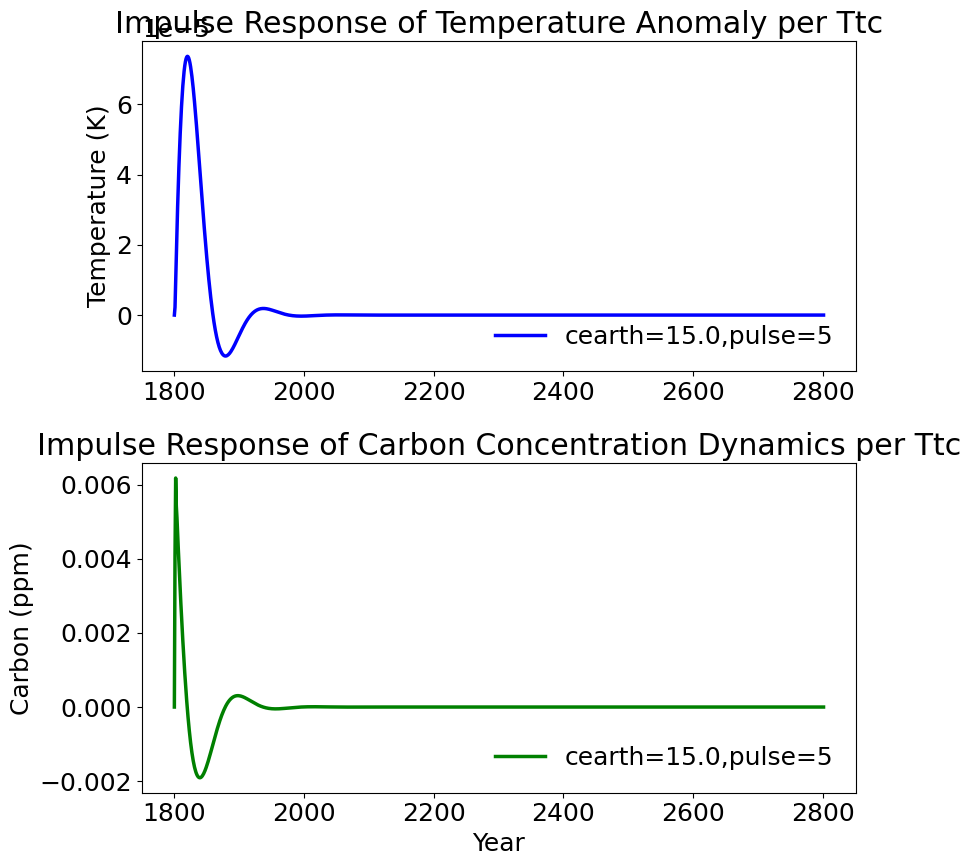 Impulse Response of Temperature Anomaly per Ttc
1e−5
6
4
2
0
Temperature (K)
cearth=15.0,pulse=5
1800 2000 2200 2400 2600 2800
Impulse Response of Carbon Concentration Dynamics per Ttc
0.006
0.004
0.002
0.000
−0.002
Carbon (ppm)
cearth=15.0,pulse=5
1800 2000 2200 2400 2600 2800
Year